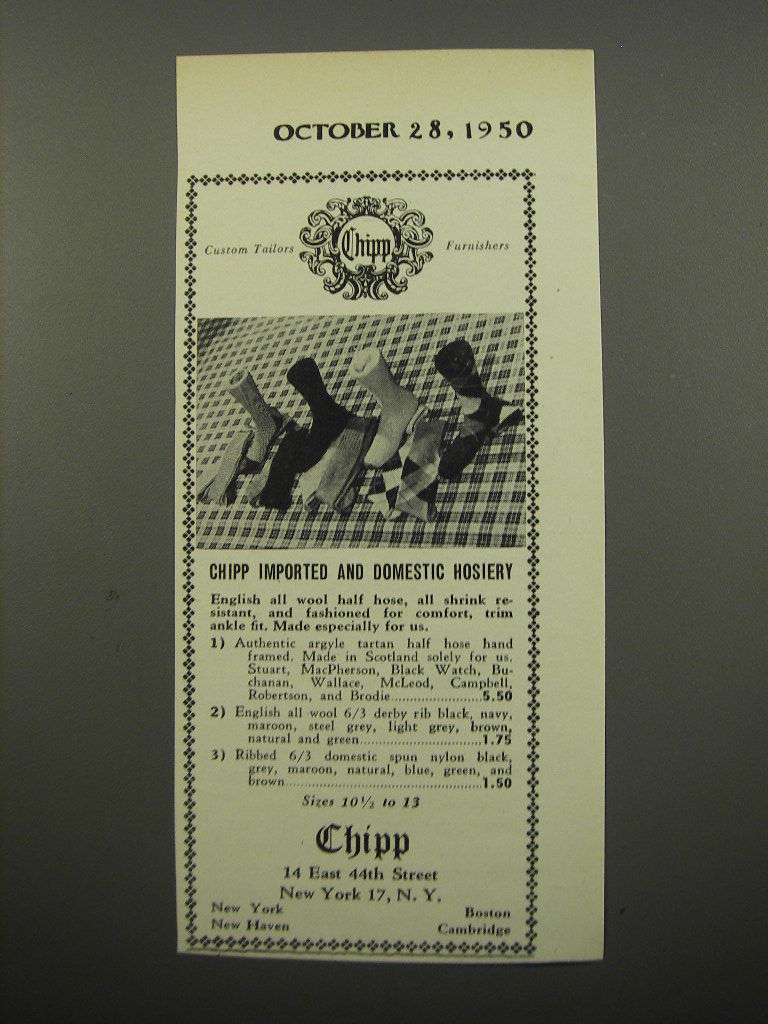 OCTOBER 28, 1950
Custom Tailors Chipp Furnishers
CHIPP IMPORTED AND DOMESTIC HOSIERY
English all wool half hose, all shrink re-
sistant, and fashioned for comfort, trim
ankle fit. Made especially for us.
1) Authentic argyle tartan half hose hand
framed. Made in Scotland solely for us.
Stuart, MacPherson, Black Watch, Bu-
chanan, Wallace, McLeod, Campbell,
Robertson, and Brodie....................5.50
2) English all wool 6/3 derby rib black, navy,
maroon, steel grey, light grey, brown,
natural and green...........................1.75
3) Ribbed 6/3 domestic spun nylon black,
grey, maroon, natural, blue, green, and
brown...........................................1.50
Sizes 10½ to 13
Chipp
14 East 44th Street
New York 17, N. Y.
New York Boston
New Haven Cambridge